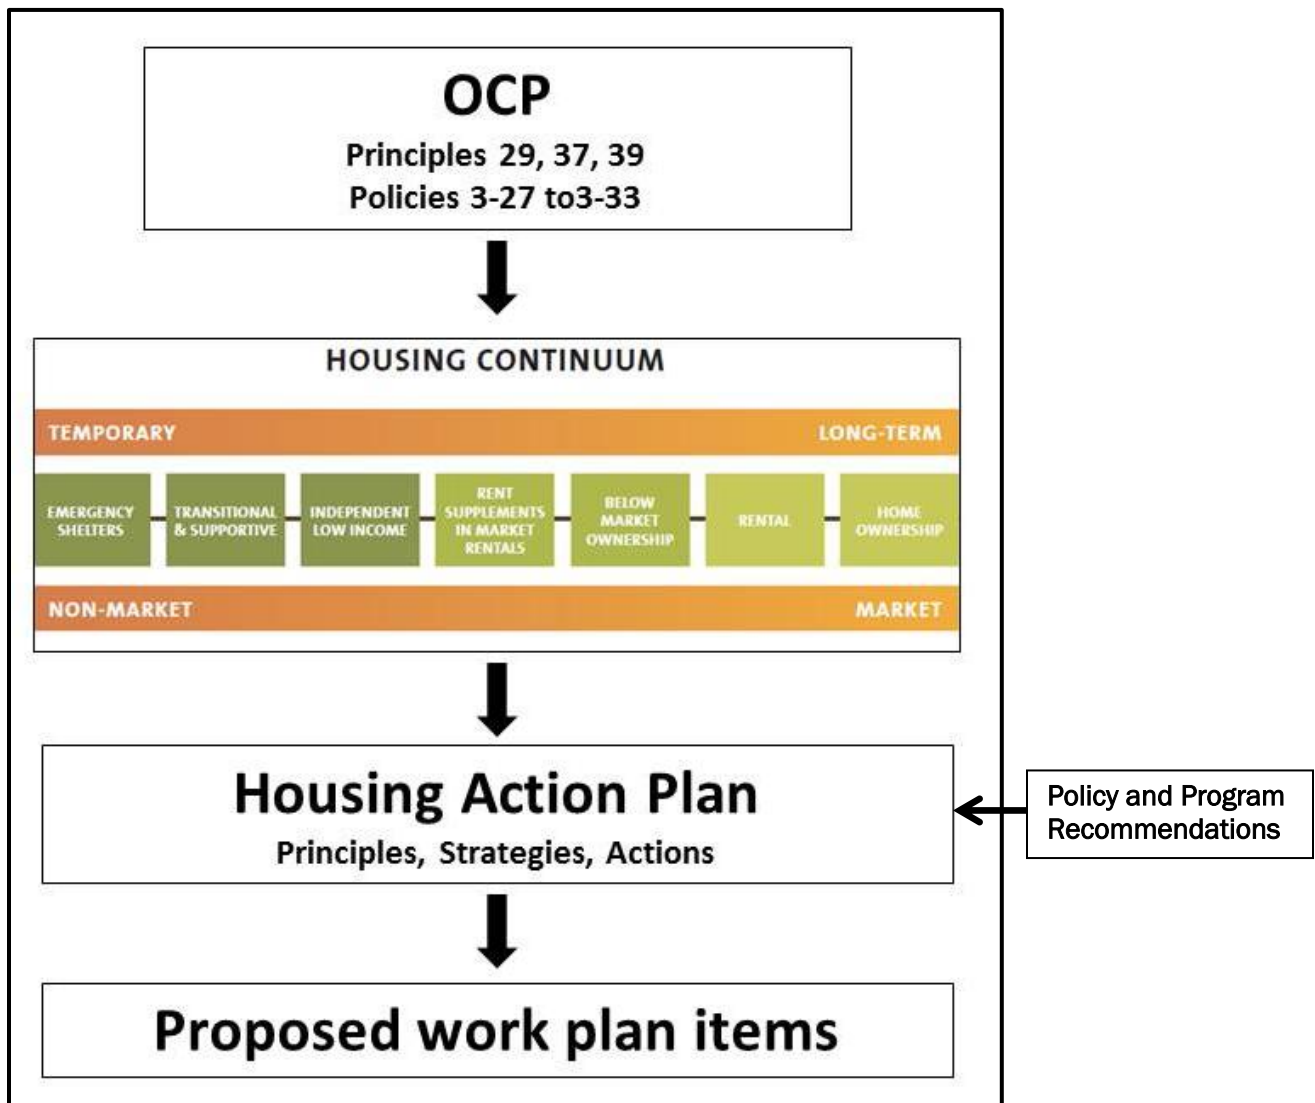 OCP
Principles 29, 37, 39
Policies 3-27 to3-33
HOUSING CONTINUUM
TEMPORARY
LONG-TERM
EMERGENCY
SHELTERS
TRANSITIONAL
& SUPPORTIVE
INDEPENDENT
LOW INCOME
RENT
SUPPLEMENTS
IN MARKET
RENTALS
BELOW
MARKET
OWNERSHIP
RENTAL
HOME
OWNERSHIP
NON-MARKET
MARKET
Housing Action Plan
Principles, Strategies, Actions
Policy and Program
Recommendations
Proposed work plan items